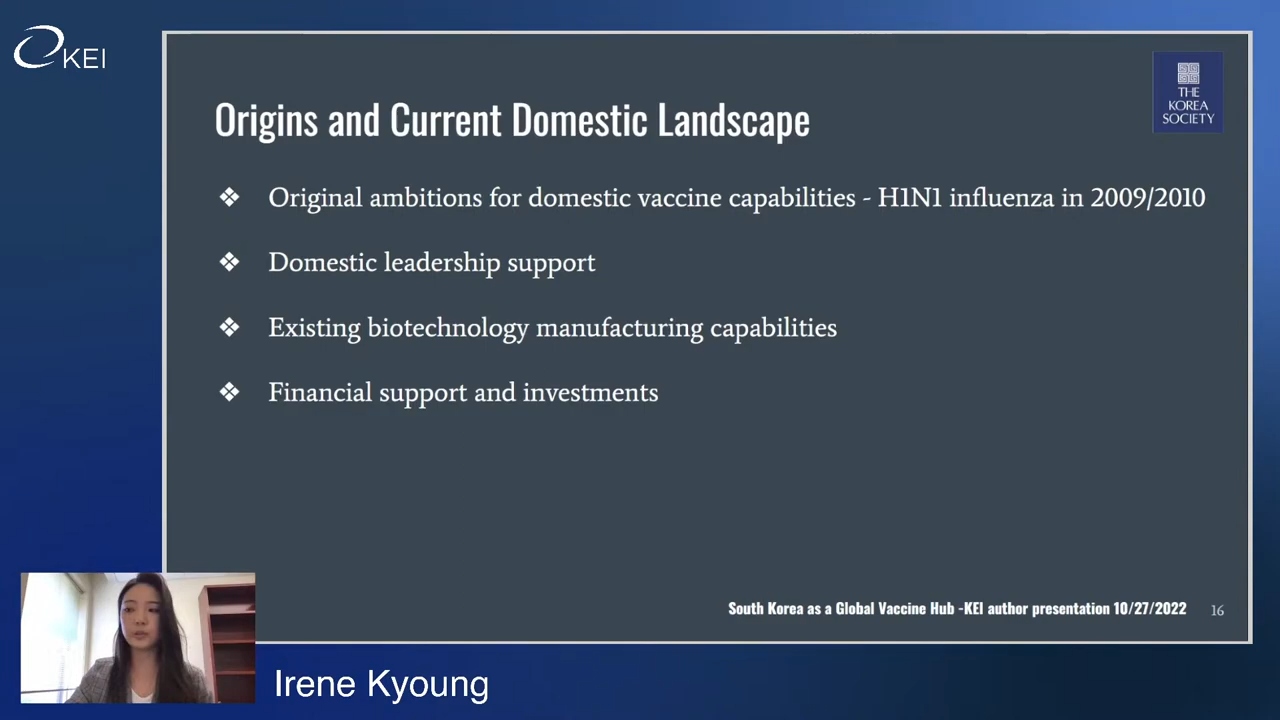 KEI
THE
KOREA
SOCIETY
Origins and Current Domestic Landscape
Original ambitions for domestic vaccine capabilities - H1N1 influenza in 2009/2010
Domestic leadership support
Existing biotechnology manufacturing capabilities
Financial support and investments
South Korea as a Global Vaccine Hub -KEI author presentation 10/27/2022
16
Irene Kyoung